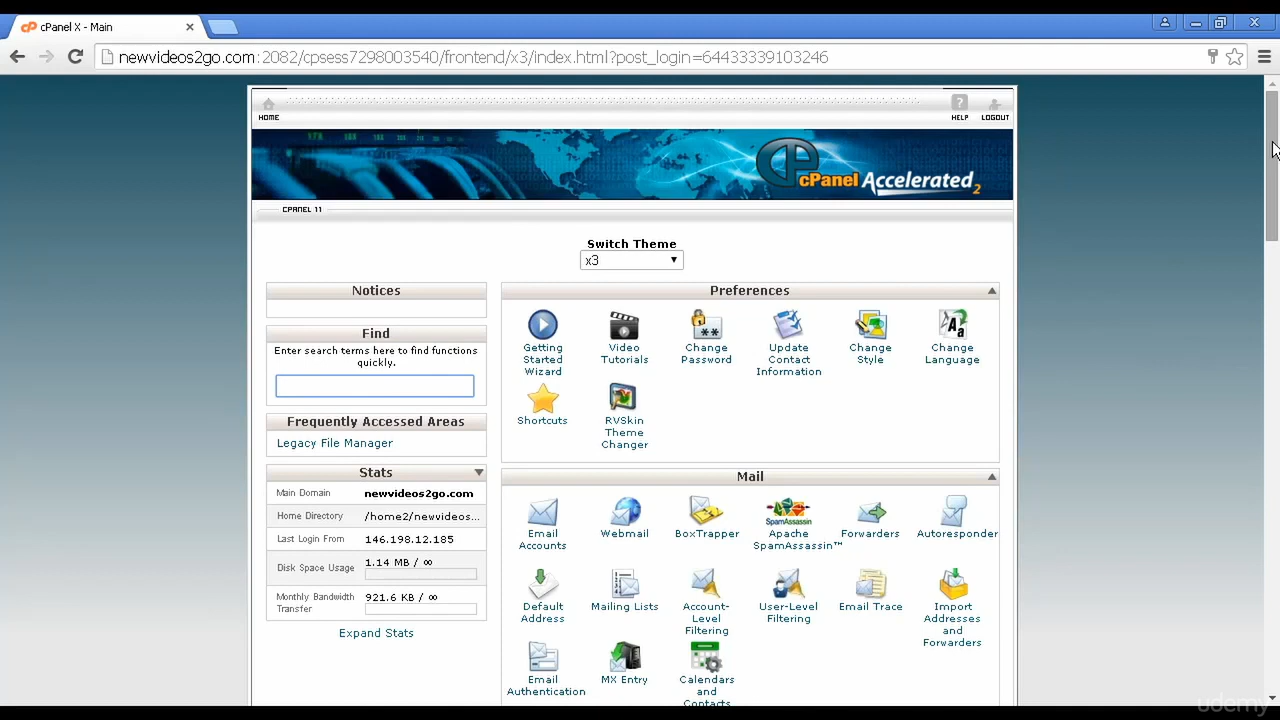 cPanel X - Main
newvideos2go.com:2082/cpsess7298003540/frontend/x3/index.html?post_login=64433339103246
HOME
HELP
LOGOUT
cPanel Accelerated2
CPANEL 11
Switch Theme
x3
Notices
Find
Enter search terms here to find functions
quickly.
Frequently Accessed Areas
Legacy File Manager
Stats
Main Domain newvideos2go.com
Home Directory /home2/newvideos...
Last Login From 146.198.12.185
Disk Space Usage 1.14 MB / ∞
Monthly Bandwidth
Transfer
921.6 KB / ∞
Expand Stats
Preferences
Getting
Started
Wizard
Video
Tutorials
Change
Password
Update
Contact
Information
Change
Style
Change
Language
Shortcuts
RVSkin
Theme
Changer
Mail
Email
Accounts
Webmail
BoxTrapper
SpamAssassin
Apache
SpamAssassin™
Forwarders
Autoresponder
Default
Address
Mailing Lists
Account-
Level
Filtering
User-Level
Filtering
Email Trace
Import
Addresses
and
Forwarders
Email
Authentication
MX Entry
Calendars
and
Contacts
udemy